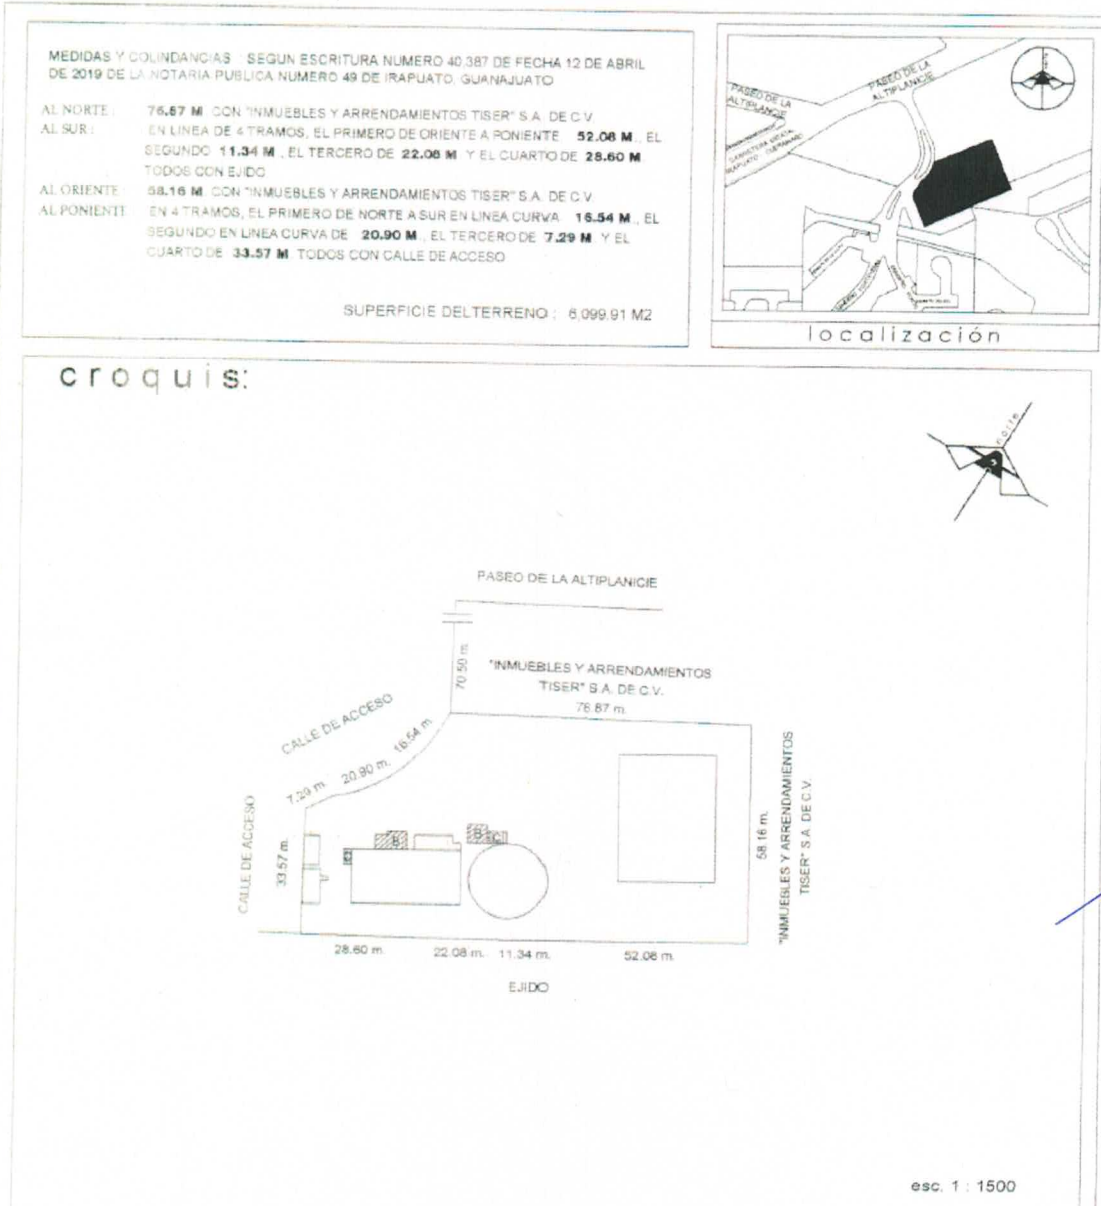 MEDIDAS Y COLINDANCIAS SEGUN ESCRITURA NUMERO 40,387 DE FECHA 12 DE ABRIL
DE 2019 DE LA NOTARIA PUBLICA NUMERO 49 DE IRAPUATO, GUANAJUATO
AL NORTE: 76.87 M. CON "INMUEBLES Y ARRENDAMIENTOS TISER" S.A. DE C.V.
AL SUR: EN LINEA DE 4 TRAMOS, EL PRIMERO DE ORIENTE A PONIENTE 52.08 M., EL
SEGUNDO 11.34 M., EL TERCERO DE 22.08 M. Y EL CUARTO DE 28.60 M.
TODOS CON EJIDO
AL ORIENTE: 58.16 M. CON "INMUEBLES Y ARRENDAMIENTOS TISER" S.A. DE C.V.
AL PONIENTE EN 4 TRAMOS, EL PRIMERO DE NORTE A SUR EN LINEA CURVA 16.54 M., EL
SEGUNDO EN LINEA CURVA DE 20.90 M., EL TERCERO DE 7.29 M. Y EL
CUARTO DE 33.57 M. TODOS CON CALLE DE ACCESO
SUPERFICIE DELTERRENO : 6,099.91 M2
PASEO DE LA
ALTIPLANICIE
PASEO DE LA
ALTIPLANICIE
localización
croquis:
norte
PASEO DE LA ALTIPLANICIE
70.50 m.
"INMUEBLES Y ARRENDAMIENTOS
TISER" S.A. DE C.V.
76.87 m.
CALLE DE ACCESO
16.54 m.
20.90 m.
7.29 m.
CALLE DE ACCESO
33.57 m.
B
B
C
58.16 m.
"INMUEBLES Y ARRENDAMIENTOS
TISER" S.A. DE C.V.
28.60 m. 22.08 m. 11.34 m. 52.08 m.
EJIDO
esc. 1 : 1500